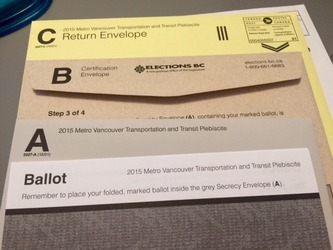 C
2015 Metro Vancouver Transportation and Transit Plebiscite
Return Envelope
B
Certification
Envelope
ELECTIONS BC
elections.bc.ca
1-800-661-8683
Step 3 of 4
Envelope (A), containing your marked ballot, is
A
2015 Metro Vancouver Transportation and Transit Plebiscite
Ballot
2015 Metro Vancouver Transportation and Transit Plebiscite
Remember to place your folded, marked ballot inside the grey Secrecy Envelope (A).